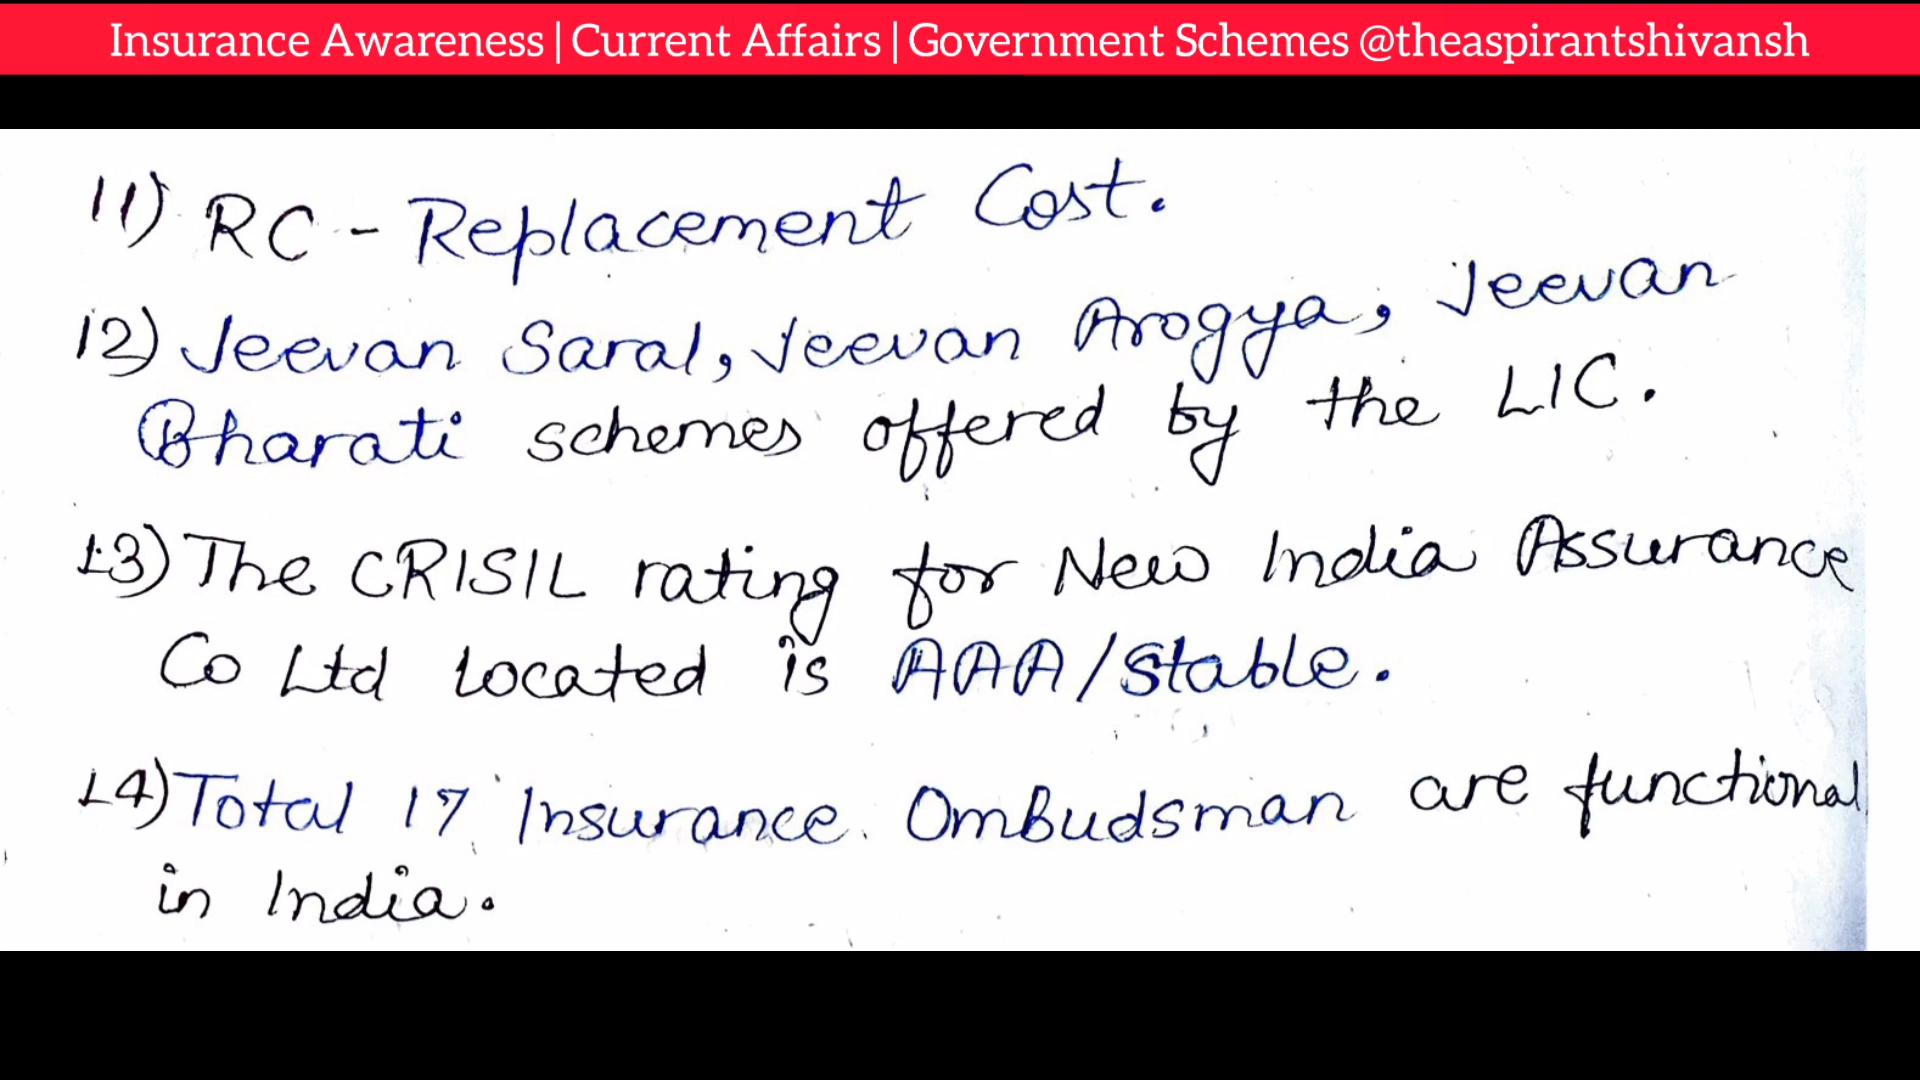 Insurance Awareness | Current Affairs | Government Schemes @theaspirantshivansh
11) RC - Replacement Cost.
12) Jeevan Saral, Jeevan Arogya, Jeevan
Bharati schemes offered by the LIC.
13) The CRISIL rating for New India Assurance
Co Ltd located is AAA/Stable.
14) Total 17 Insurance Ombudsman are functional
in India.